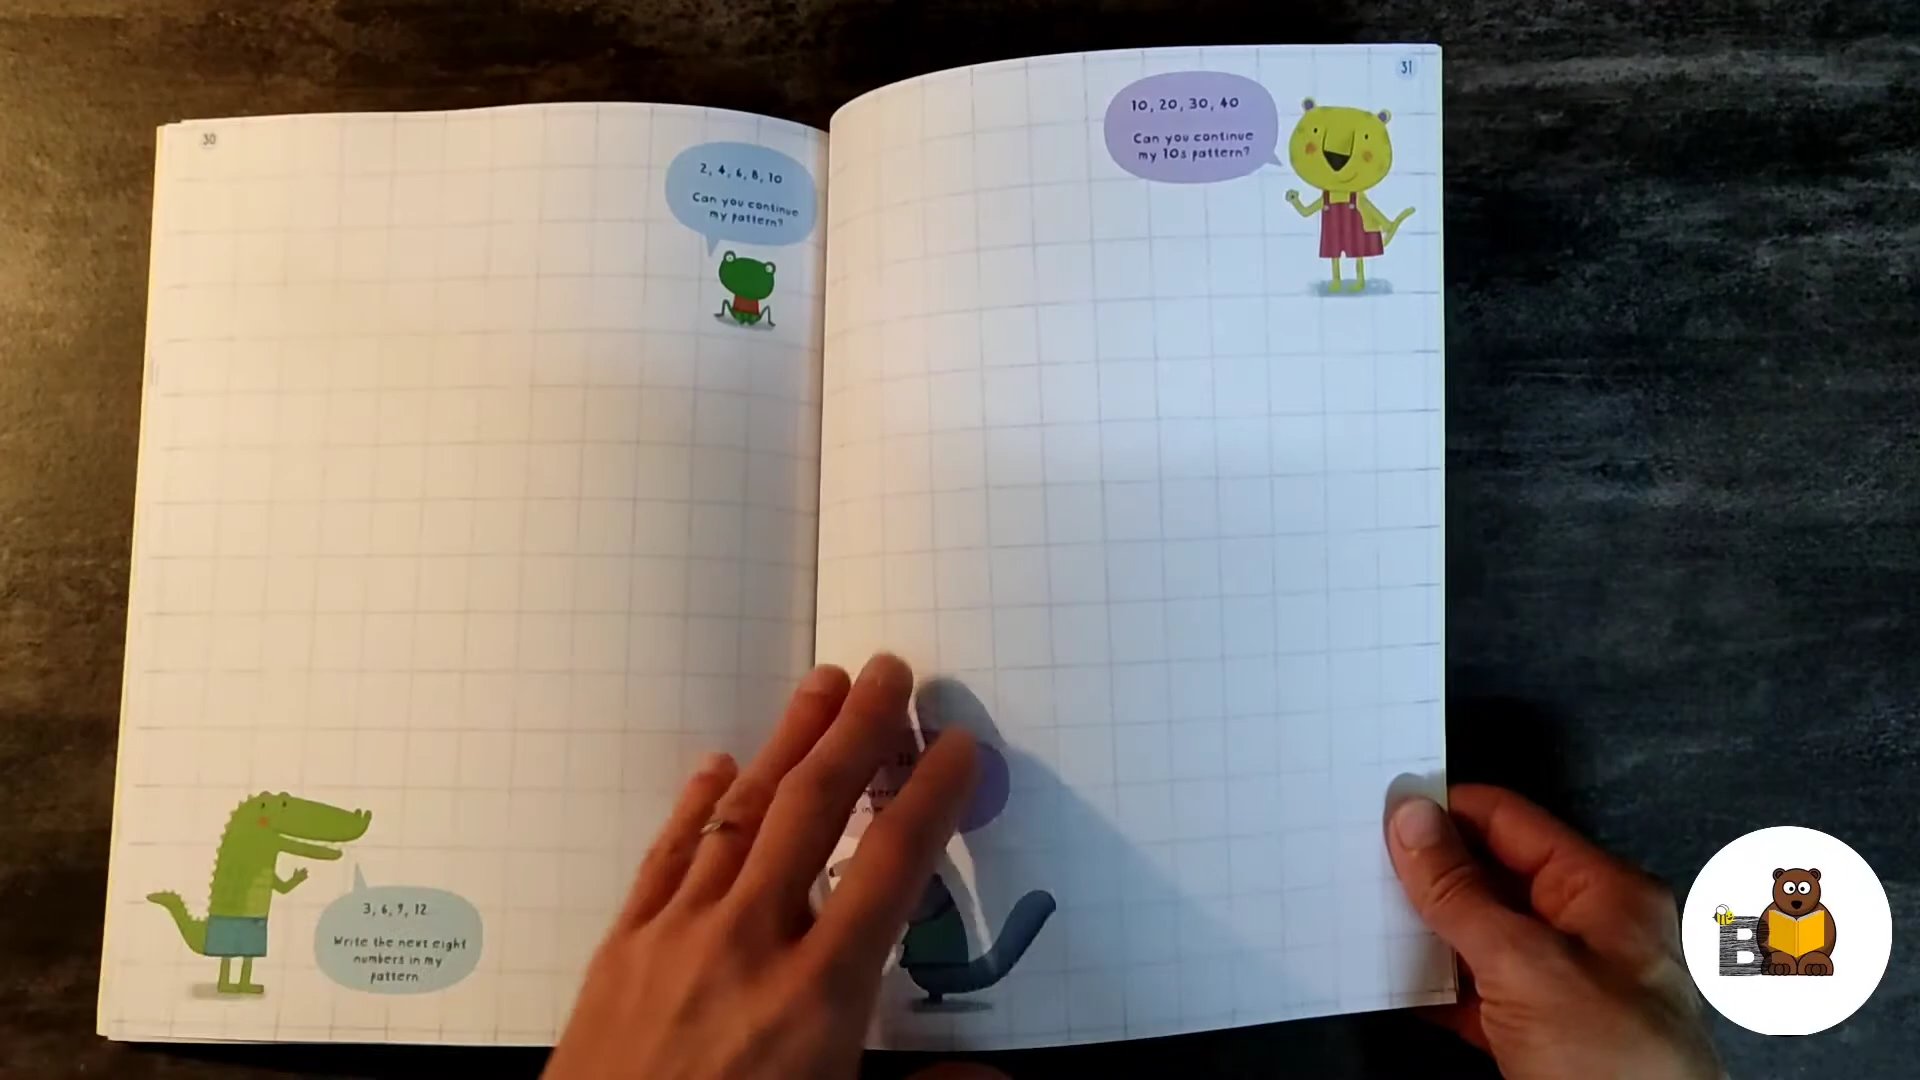 30
2, 4, 6, 8, 10
Can you continue
my pattern?
3, 6, 9, 12
Write the next eight
numbers in my
pattern.
31
10, 20, 30, 40
Can you continue
my 10s pattern?
B